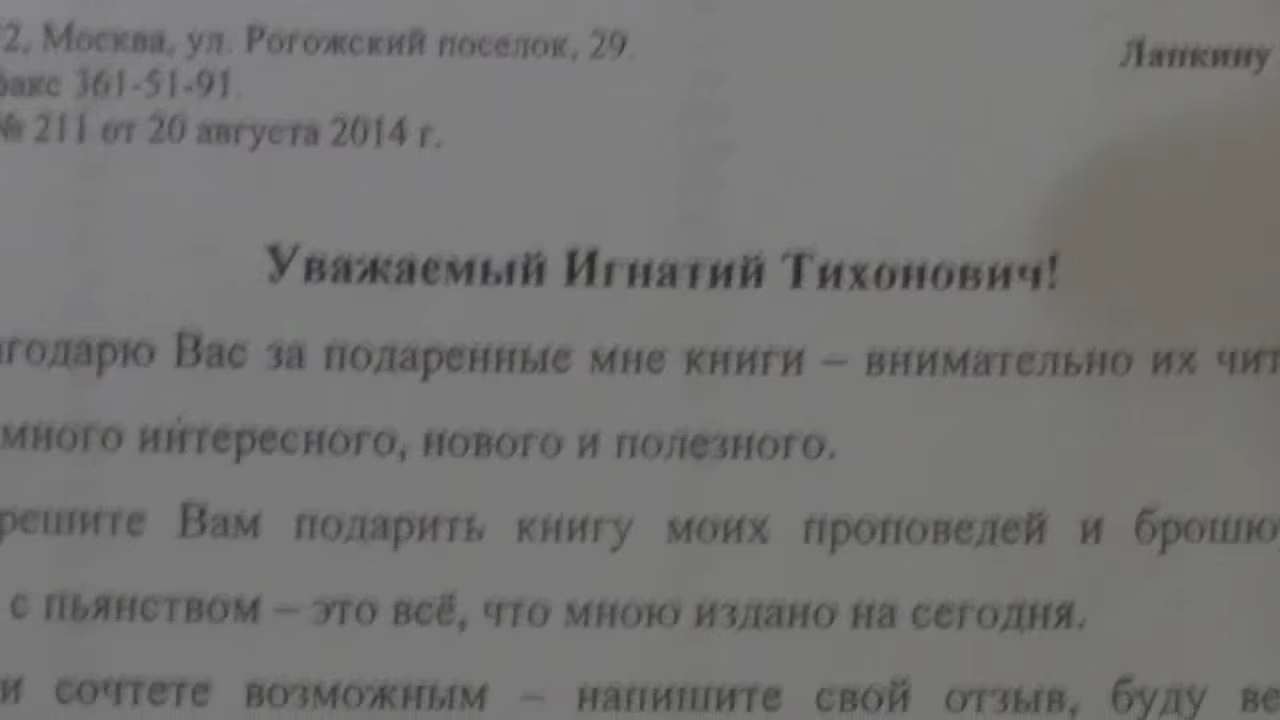 2, Москва, ул. Рогожский поселок, 29.
Лапкину
факс 361-51-91.
№ 211 от 20 августа 2014 г.
Уважаемый Игнатий Тихонович!
агодарю Вас за подаренные мне книги – внимательно их чит
много интересного, нового и полезного.
решите Вам подарить книгу моих проповедей и брошю
с пьянством – это всё, что мною издано на сегодня.
и сочтете возможным – напишите свой отзыв, буду ве